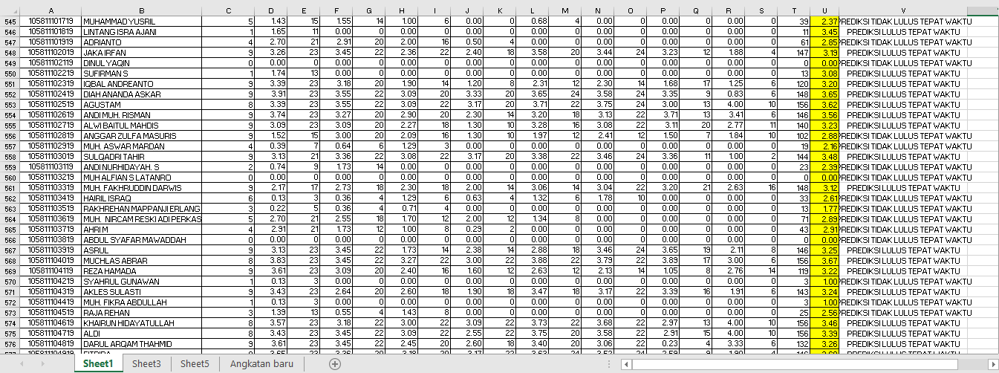 A B C D E F G H I J K L M N O P Q R S T U V
545 105811101719 MUHAMMAD YUSRIL 5 1.43 15 1.55 14 1.00 6 0.00 0 0.68 4 0.00 0 0 0.00 0 0.00 0 39 2.37 PREDIKSI TIDAK LULUS TEPAT WAKTU
546 105811101819 LINTANG ISRA AJANI 1 1.65 11 0.00 0 0.00 0 0.00 0 0.00 0 0.00 0 0 0.00 0 0.00 0 11 3.45 PREDIKSI LULUS TEPAT WAKTU
547 105811101919 ADRIANTO 4 2.70 21 2.91 20 2.00 16 0.50 4 0.00 0 0.00 0 0 0.00 0 0.00 0 61 2.85 PREDIKSI TIDAK LULUS TEPAT WAKTU
548 105811102019 JAKA IRFAN 9 3.26 23 3.45 22 2.36 22 2.40 18 3.58 20 3.44 24 3.23 12 1.88 4 147 3.19 PREDIKSI LULUS TEPAT WAKTU
549 105811102119 DINUL YAQIN 0 0.00 0 0.00 0 0.00 0 0.00 0 0.00 0 0.00 0 0 0.00 0 0.00 0 0 0.00 PREDIKSI TIDAK LULUS TEPAT WAKTU
550 105811102219 SUFIRMAN S 1 1.74 13 0.00 0 0.00 0 0.00 0 0.00 0 0.00 0 0 0.00 0 0.00 0 13 3.08 PREDIKSI LULUS TEPAT WAKTU
551 105811102319 IQBAL ANDREANTO 9 3.39 23 3.18 20 1.90 14 1.20 8 2.31 12 2.30 14 1.68 17 1.25 6 120 3.20 PREDIKSI LULUS TEPAT WAKTU
552 105811102419 DIAH ANANDA ASKAR 9 3.91 23 3.55 22 3.09 20 3.33 20 3.65 24 3.58 24 3.35 9 0.83 6 148 3.65 PREDIKSI LULUS TEPAT WAKTU
553 105811102519 AGUSTAM 8 3.39 23 3.55 22 3.09 22 3.17 20 3.71 22 3.75 24 3.00 13 4.00 10 156 3.62 PREDIKSI LULUS TEPAT WAKTU
554 105811102619 ANDI MUH. RISMAN 9 3.74 23 3.27 20 2.90 20 2.30 14 3.20 18 3.13 22 3.71 13 3.41 6 146 3.56 PREDIKSI LULUS TEPAT WAKTU
555 105811102719 ALWI BAITUL MAHDIS 9 3.09 23 3.09 20 2.27 18 1.30 10 3.28 16 3.08 22 3.11 20 2.77 11 140 3.23 PREDIKSI LULUS TEPAT WAKTU
556 105811102819 ANGGAR ZULFA MASURIS 9 1.52 15 3.00 20 2.09 16 1.30 10 1.97 12 2.41 12 1.50 7 1.84 10 102 2.88 PREDIKSI TIDAK LULUS TEPAT WAKTU
557 105811102919 MUH. ASWAR MARDAN 4 0.39 7 0.64 6 1.29 3 0.00 0 0.00 0 0.00 0 0 0.00 0 0.00 0 19 2.16 PREDIKSI TIDAK LULUS TEPAT WAKTU
558 105811103019 SULQADRI TAHIR 9 3.13 21 3.36 22 3.08 22 3.17 20 3.38 22 3.46 24 3.36 11 1.00 2 144 3.48 PREDIKSI LULUS TEPAT WAKTU
559 105811103119 ANDI NURHIDAYAH. S 2 0.74 9 1.73 14 0.00 0 0.00 0 0.00 0 0.00 0 0 0.00 0 0.00 0 23 2.39 PREDIKSI TIDAK LULUS TEPAT WAKTU
560 105811103219 MUH ALFIAN S LATANRO 0 0.00 0 0.00 0 0.00 0 0.00 0 0.00 0 0.00 0 0 0.00 0 0.00 0 0 0.00 PREDIKSI TIDAK LULUS TEPAT WAKTU
561 105811103319 MUH. FAKHRUDDIN DARWIS 9 2.17 17 2.73 18 2.30 18 2.00 14 3.06 14 3.04 22 3.20 21 2.63 16 148 3.12 PREDIKSI LULUS TEPAT WAKTU
562 105811103419 HAIRIL ISRAQ 6 0.13 3 0.36 4 1.29 6 0.63 4 1.32 6 1.78 10 0.00 0 0.00 0 33 2.61 PREDIKSI TIDAK LULUS TEPAT WAKTU
563 105811103519 RAKHREHAN MAPPANJI ERLANG 3 0.22 5 0.36 4 0.71 4 0.00 0 0.00 0 0.00 0 0 0.00 0 0.00 0 13 1.77 PREDIKSI TIDAK LULUS TEPAT WAKTU
564 105811103619 MUH. NIRCAM RESKI ADI PERKAS 5 2.70 21 2.55 18 1.70 12 2.00 12 1.34 8 0.00 0 0 0.00 0 0.00 0 71 2.89 PREDIKSI TIDAK LULUS TEPAT WAKTU
565 105811103719 AHRI M 4 2.91 21 1.73 12 1.00 8 0.29 2 0.00 0 0.00 0 0 0.00 0 0.00 0 43 2.91 PREDIKSI TIDAK LULUS TEPAT WAKTU
566 105811103819 ABDUL SYAFAR MAWADDAH 0 0.00 0 0.00 0 0.00 0 0.00 0 0.00 0 0.00 0 0 0.00 0 0.00 0 0 0.00 PREDIKSI TIDAK LULUS TEPAT WAKTU
567 105811103919 ASRUL 9 3.13 23 3.45 22 1.73 14 2.38 14 2.88 18 3.46 24 3.65 19 2.11 8 146 3.25 PREDIKSI LULUS TEPAT WAKTU
568 105811104019 MUCHLAS ABRAR 8 3.83 23 3.45 22 3.27 22 3.00 22 3.88 22 3.79 22 3.89 17 3.00 6 156 3.67 PREDIKSI LULUS TEPAT WAKTU
569 105811104119 REZA HAMADA 9 3.61 23 3.09 20 2.40 16 1.60 12 2.63 12 2.13 14 1.05 8 2.76 14 119 3.22 PREDIKSI LULUS TEPAT WAKTU
570 105811104219 SYAHRUL GUNAWAN 1 0.13 3 0.00 0 0.00 0 0.00 0 0.00 0 0.00 0 0 0.00 0 0.00 0 3 1.00 PREDIKSI TIDAK LULUS TEPAT WAKTU
571 105811104319 AKLES SULASTI 9 3.43 23 2.64 20 2.60 18 1.90 18 3.47 18 3.17 22 3.39 16 1.91 6 143 3.24 PREDIKSI LULUS TEPAT WAKTU
572 105811104419 MUH. FIKRA ABDULLAH 1 0.13 3 0.00 0 0.00 0 0.00 0 0.00 0 0.00 0 0 0.00 0 0.00 0 3 1.00 PREDIKSI TIDAK LULUS TEPAT WAKTU
573 105811104519 RAJA REHAN 3 1.39 13 0.55 4 1.43 8 0.00 0 0.00 0 0.00 0 0 0.00 0 0.00 0 25 2.56 PREDIKSI TIDAK LULUS TEPAT WAKTU
574 105811104619 KHAIRUN HIDAYATULLAH 8 3.57 23 3.18 22 3.00 22 3.09 22 3.73 22 3.68 22 2.97 13 4.00 10 156 3.46 PREDIKSI LULUS TEPAT WAKTU
575 105811104719 ALDI 8 3.43 23 3.45 22 3.09 22 2.55 22 3.75 20 3.58 22 2.91 15 4.00 10 156 3.39 PREDIKSI LULUS TEPAT WAKTU
576 105811104819 DARUL ARQAM THAHMID 9 3.61 23 3.45 22 2.45 20 2.60 18 3.40 20 3.06 22 0.23 4 3.33 6 132 3.26 PREDIKSI LULUS TEPAT WAKTU
Sheet1 Sheet3 Sheet5 Angkatan baru